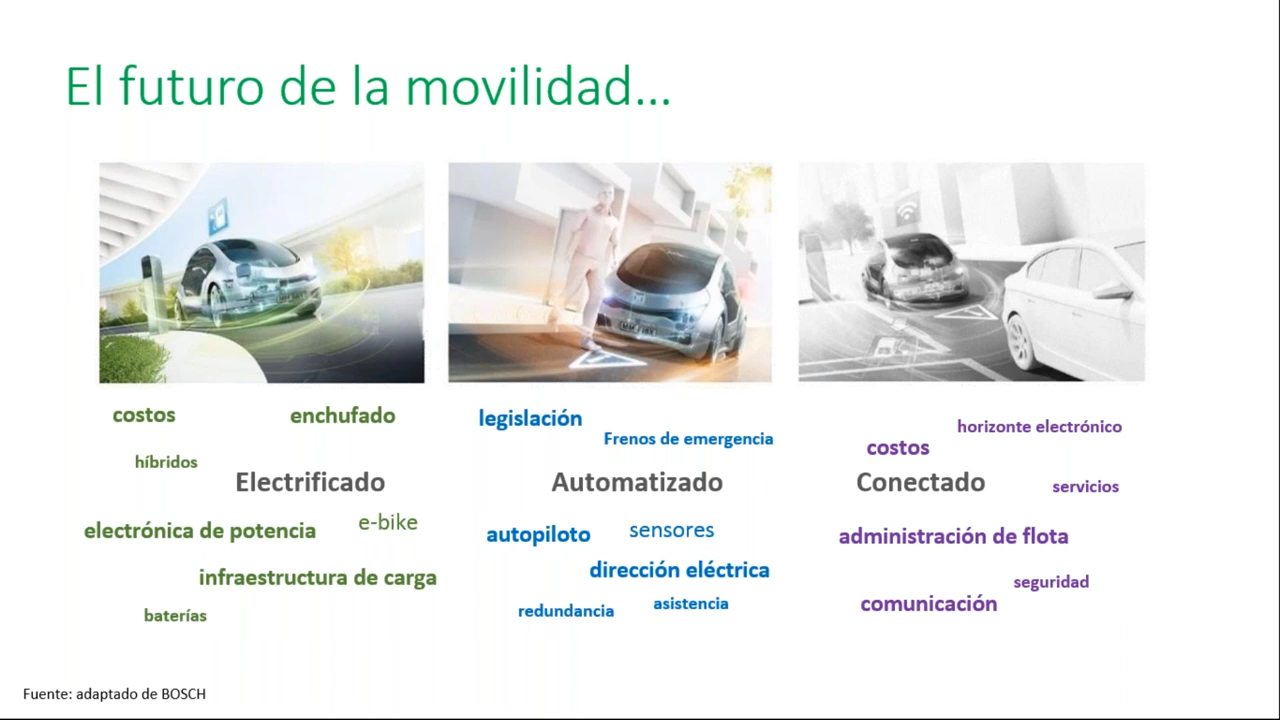 El futuro de la movilidad...
costos
enchufado
híbridos
Electrificado
electrónica de potencia
e-bike
infraestructura de carga
baterías
legislación
Frenos de emergencia
Automatizado
autopiloto
sensores
dirección eléctrica
redundancia
asistencia
horizonte electrónico
costos
Conectado
servicios
administración de flota
seguridad
comunicación
Fuente: adaptado de BOSCH